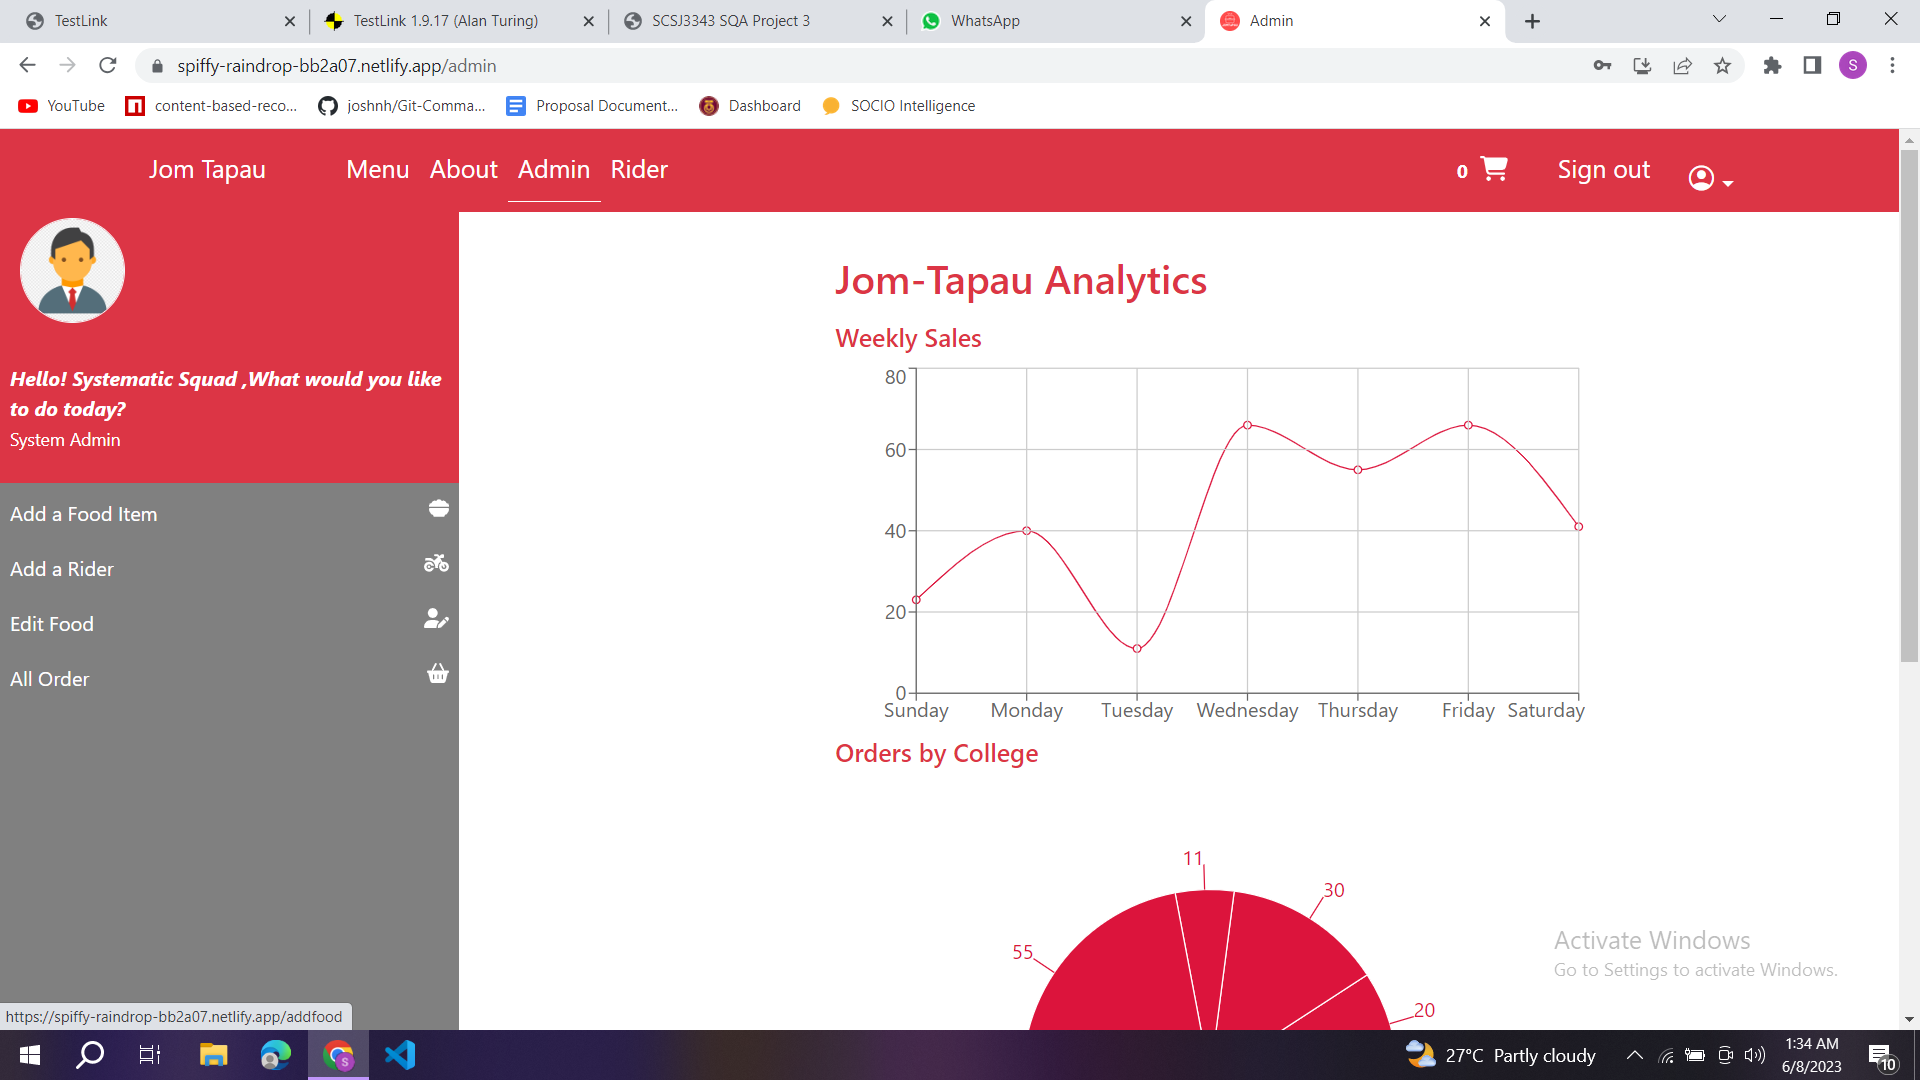 TestLink
TestLink 1.9.17 (Alan Turing)
SCSJ3343 SQA Project 3
WhatsApp
Admin
spiffy-raindrop-bb2a07.netlify.app/admin
S
YouTube
content-based-reco...
joshnh/Git-Comma...
Proposal Document...
Dashboard
SOCIO Intelligence
Jom Tapau
Menu
About
Admin
Rider
0
Sign out
Hello! Systematic Squad ,What would you like
to do today?
System Admin
Add a Food Item
Add a Rider
Edit Food
All Order
Jom-Tapau Analytics
Weekly Sales
80
60
40
20
0
Sunday
Monday
Tuesday
Wednesday
Thursday
Friday
Saturday
Orders by College
11
30
55
20
Activate Windows
Go to Settings to activate Windows.
https://spiffy-raindrop-bb2a07.netlify.app/addfood
S
27°C Partly cloudy
1:34 AM
6/8/2023
10